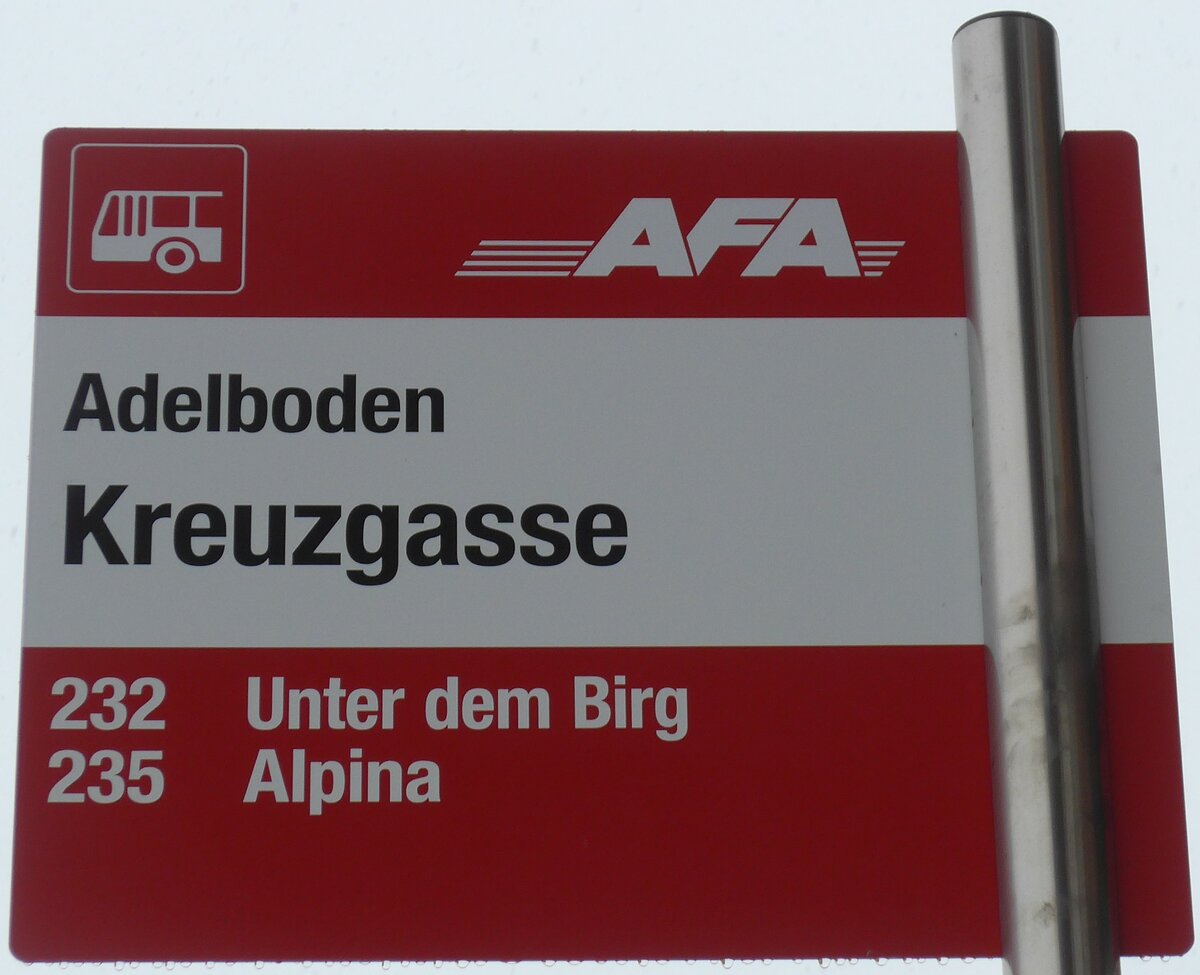 AFA
Adelboden
Kreuzgasse
232 Unter dem Birg
235 Alpina